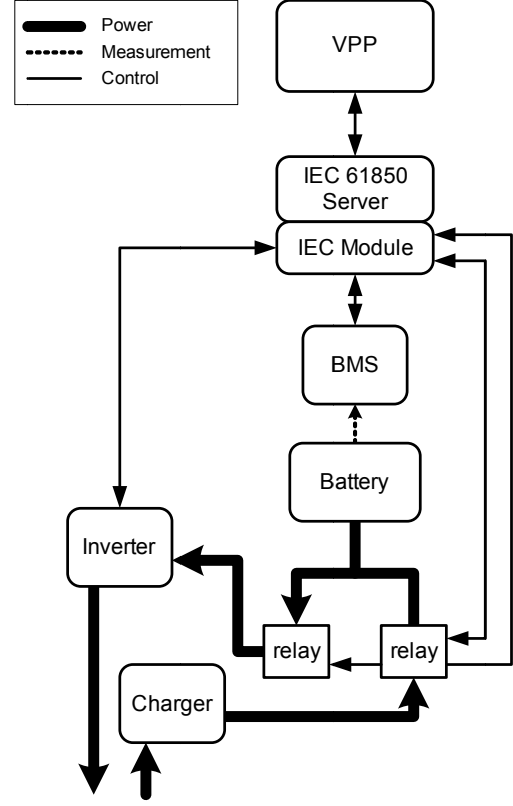 Power
Measurement
Control
VPP
IEC 61850
Server
IEC Module
BMS
Battery
Inverter
relay
relay
Charger